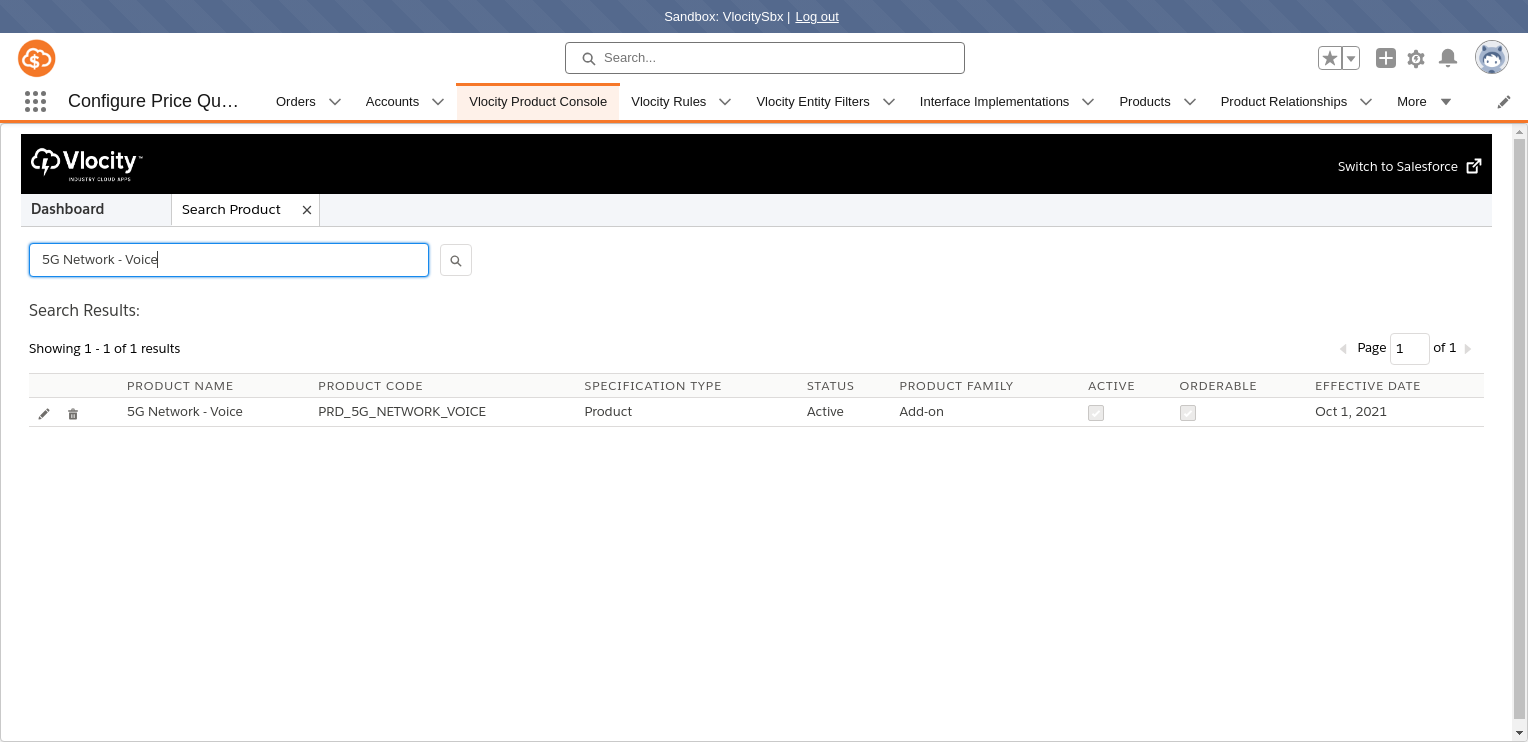 Sandbox: VlocitySbx | Log out
Search...
Configure Price Qu...
Orders
Accounts
Vlocity Product Console
Vlocity Rules
Vlocity Entity Filters
Interface Implementations
Products
Product Relationships
More
Vlocity™
INDUSTRY CLOUD APPS
Switch to Salesforce
Dashboard
Search Product
5G Network - Voice
Search Results:
Showing 1 - 1 of 1 results
Page 1 of 1
PRODUCT NAME PRODUCT CODE SPECIFICATION TYPE STATUS PRODUCT FAMILY ACTIVE ORDERABLE EFFECTIVE DATE
5G Network - Voice PRD_5G_NETWORK_VOICE Product Active Add-on Oct 1, 2021